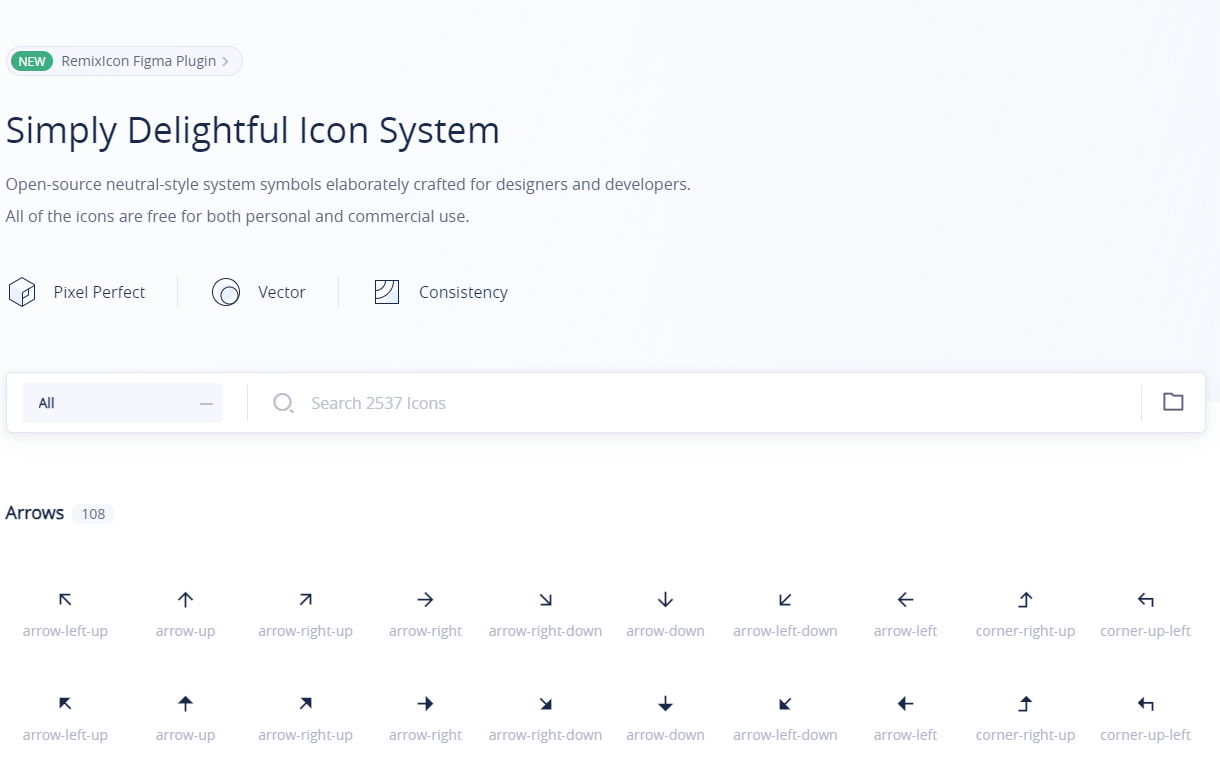 NEW RemixIcon Figma Plugin
Simply Delightful Icon System
Open-source neutral-style system symbols elaborately crafted for designers and developers.
All of the icons are free for both personal and commercial use.
Pixel Perfect Vector Consistency
All Search 2537 Icons
Arrows 108
arrow-left-up arrow-up arrow-right-up arrow-right arrow-right-down arrow-down arrow-left-down arrow-left corner-right-up corner-up-left
arrow-left-up arrow-up arrow-right-up arrow-right arrow-right-down arrow-down arrow-left-down arrow-left corner-right-up corner-up-left